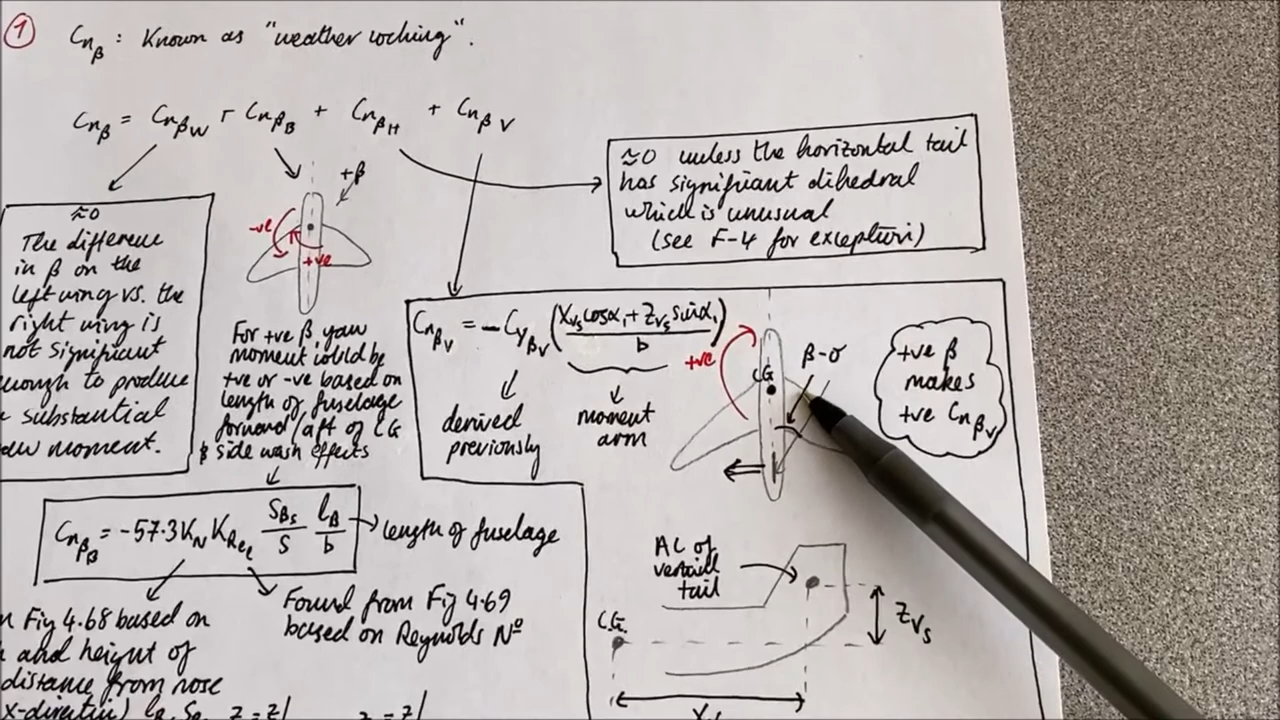 1
Cnβ : Known as "weather cocking".
Cnβ = CnβW + CnβB + CnβH + CnβV
≈0 unless the horizontal tail
has significant dihedral
which is unusual
(see F-4 for exception)
≈0
The difference
in β on the
left wing vs. the
right wing is
not significant
enough to produce
a substantial
yaw moment.
+β
-ve
+ve
For +ve β, yaw
moment could be
+ve or -ve based on
length of fuselage
forward/aft of CG
& side wash effects
CnβV = -CyβV (XVs cosα1 + ZVs sinα1 / b)
derived
previously
moment
arm
+ve
CG
β-σ
+ve β
makes
+ve CnβV
CnβB = -57.3 KN KRel SBs/S lB/b
length of fuselage
Fig 4.68 based on
and height of
distance from nose
x-direction)
Found from Fig 4.69
based on Reynolds Nº
AC of
vertical
tail
CG
ZVs